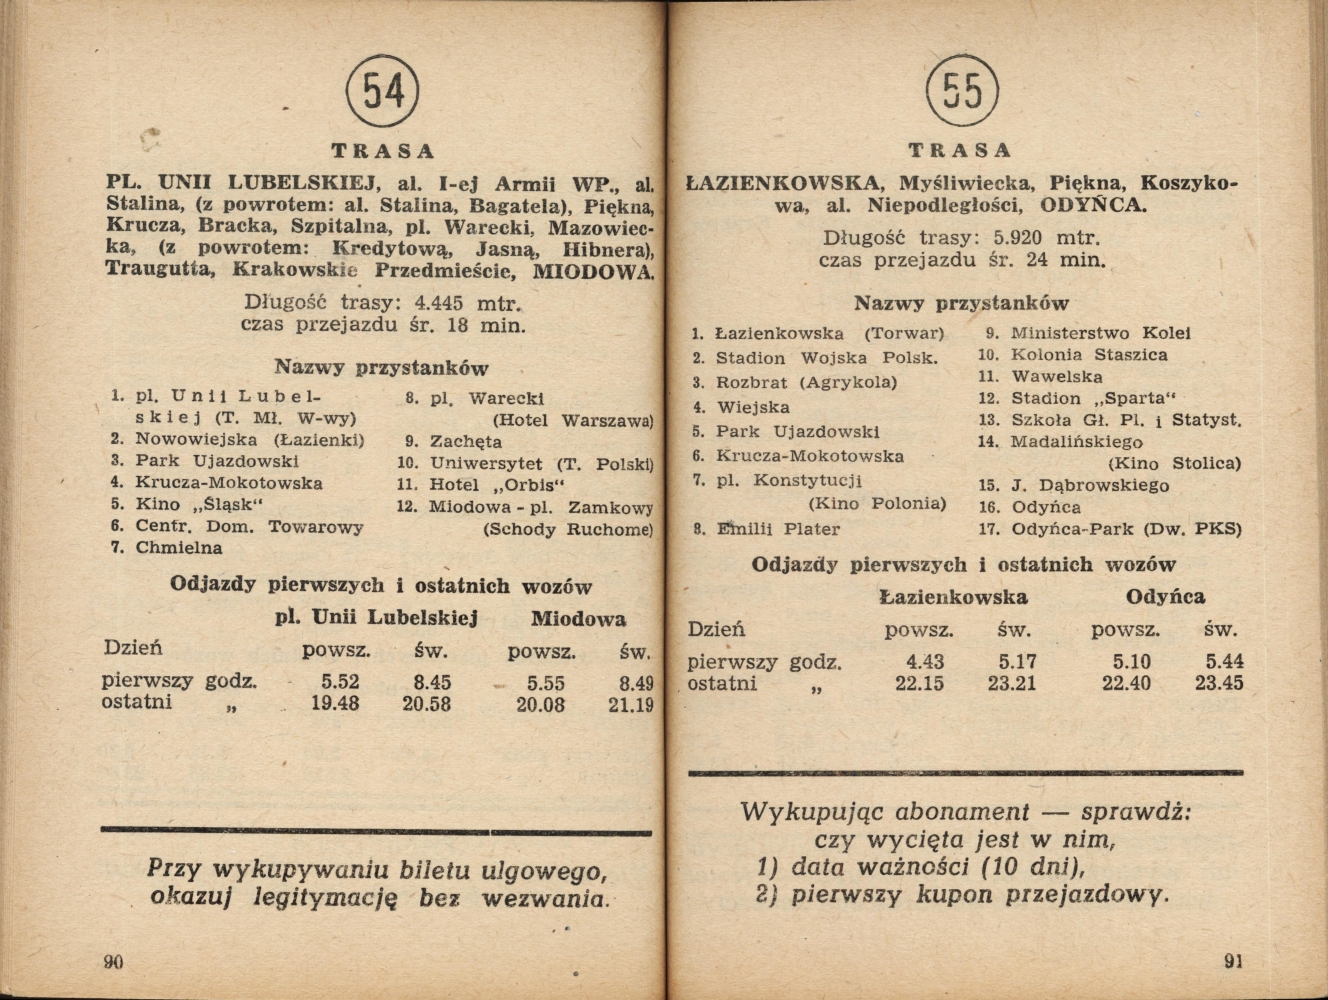 54
TRASA
PL. UNII LUBELSKIEJ, al. I-ej Armii WP., al.
Stalina, (z powrotem: al. Stalina, Bagatela), Piękna,
Krucza, Bracka, Szpitalna, pl. Warecki, Mazowiec-
ka, (z powrotem: Kredytową, Jasną, Hibnera),
Traugutta, Krakowskie Przedmieście, MIODOWA.
Długość trasy: 4.445 mtr.
czas przejazdu śr. 18 min.
Nazwy przystanków
1. pl. Unii Lubel-
skiej (T. Mł. W-wy)
2. Nowowiejska (Łazienki)
3. Park Ujazdowski
4. Krucza-Mokotowska
5. Kino „Śląsk“
6. Centr. Dom. Towarowy
7. Chmielna
8. pl. Warecki
(Hotel Warszawa)
9. Zachęta
10. Uniwersytet (T. Polski)
11. Hotel „Orbis“
12. Miodowa - pl. Zamkowy
(Schody Ruchome)
Odjazdy pierwszych i ostatnich wozów
pl. Unii Lubelskiej Miodowa
Dzień powsz. św. powsz. św.
pierwszy godz. 5.52 8.45 5.55 8.49
ostatni „ 19.48 20.58 20.08 21.19
Przy wykupywaniu biletu ulgowego,
okazuj legitymację bez wezwania.
90
55
TRASA
ŁAZIENKOWSKA, Myśliwiecka, Piękna, Koszyko-
wa, al. Niepodległości, ODYŃCA.
Długość trasy: 5.920 mtr.
czas przejazdu śr. 24 min.
Nazwy przystanków
1. Łazienkowska (Torwar)
2. Stadion Wojska Polsk.
3. Rozbrat (Agrykola)
4. Wiejska
5. Park Ujazdowski
6. Krucza-Mokotowska
7. pl. Konstytucji
(Kino Polonia)
8. Emilii Plater
9. Ministerstwo Kolei
10. Kolonia Staszica
11. Wawelska
12. Stadion „Sparta“
13. Szkoła Gł. Pl. i Statyst.
14. Madalińskiego
(Kino Stolica)
15. J. Dąbrowskiego
16. Odyńca
17. Odyńca-Park (Dw. PKS)
Odjazdy pierwszych i ostatnich wozów
Łazienkowska Odyńca
Dzień powsz. św. powsz. św.
pierwszy godz. 4.43 5.17 5.10 5.44
ostatni „ 22.15 23.21 22.40 23.45
Wykupując abonament — sprawdź:
czy wycięta jest w nim,
1) data ważności (10 dni),
2) pierwszy kupon przejazdowy.
91